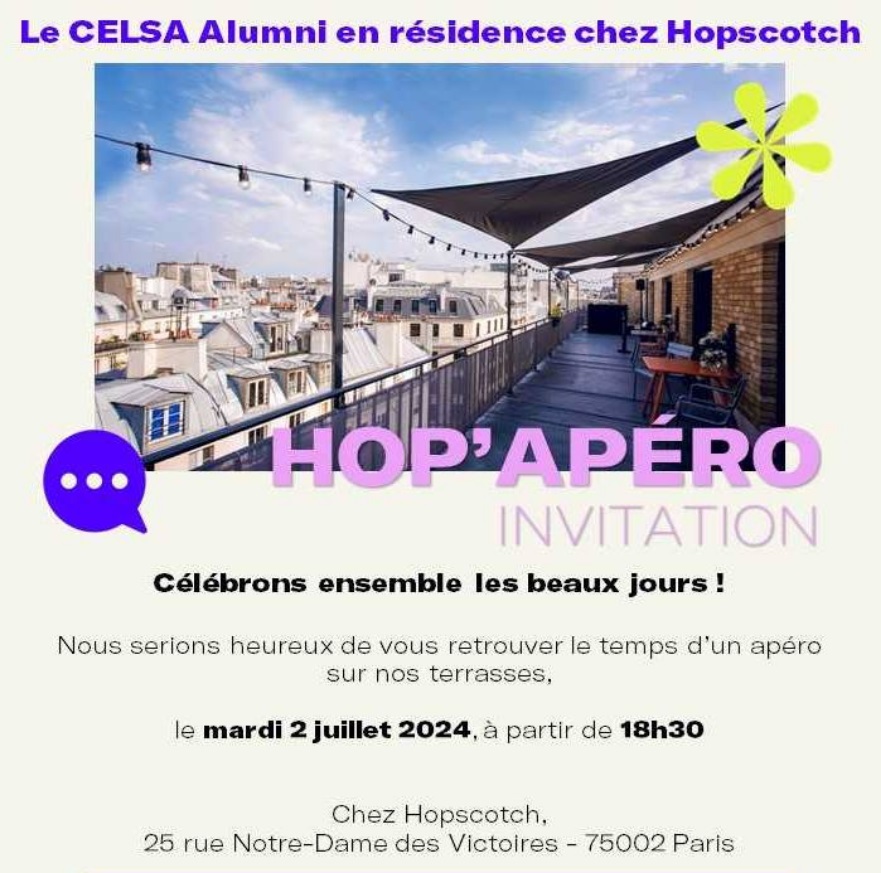 Le CELSA Alumni en résidence chez Hopscotch
HOP'APÉRO
INVITATION
Célébrons ensemble les beaux jours !
Nous serions heureux de vous retrouver le temps d'un apéro
sur nos terrasses,
le mardi 2 juillet 2024, à partir de 18h30
Chez Hopscotch,
25 rue Notre-Dame des Victoires - 75002 Paris